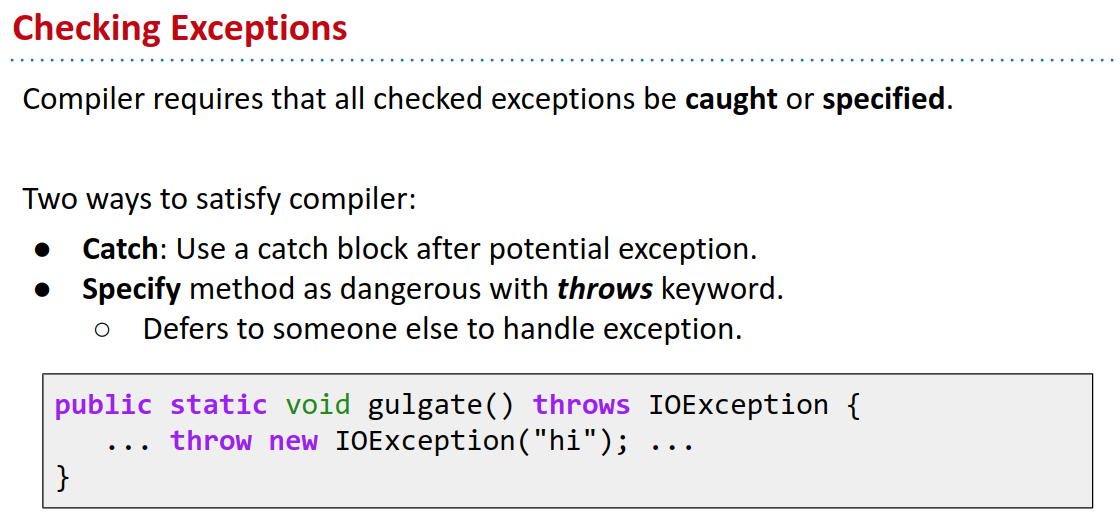 Checking Exceptions
Compiler requires that all checked exceptions be caught or specified.
Two ways to satisfy compiler:
● Catch: Use a catch block after potential exception.
● Specify method as dangerous with throws keyword.
○ Defers to someone else to handle exception.
public static void gulgate() throws IOException {
... throw new IOException("hi"); ...
}